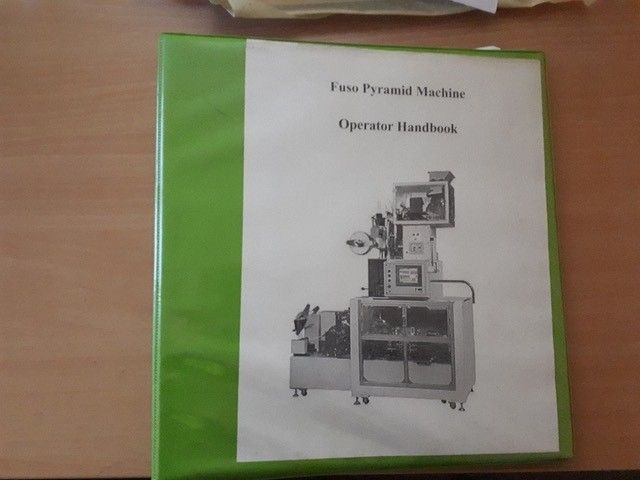 Fuso Pyramid Machine
Operator Handbook